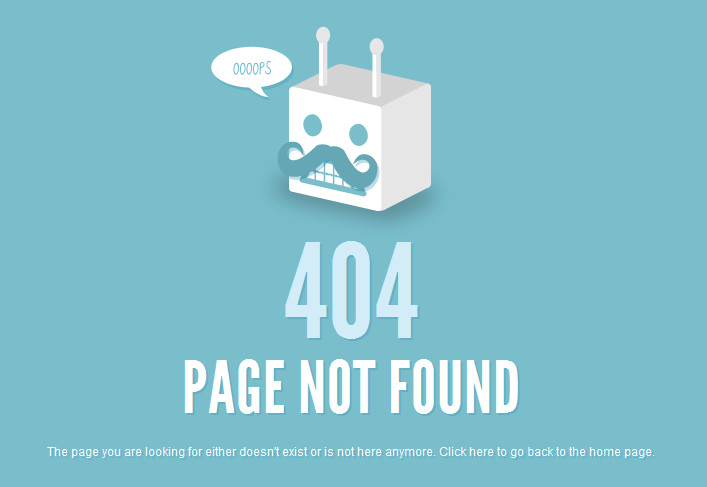 OOOOPS
404
PAGE NOT FOUND
The page you are looking for either doesn't exist or is not here anymore. Click here to go back to the home page.